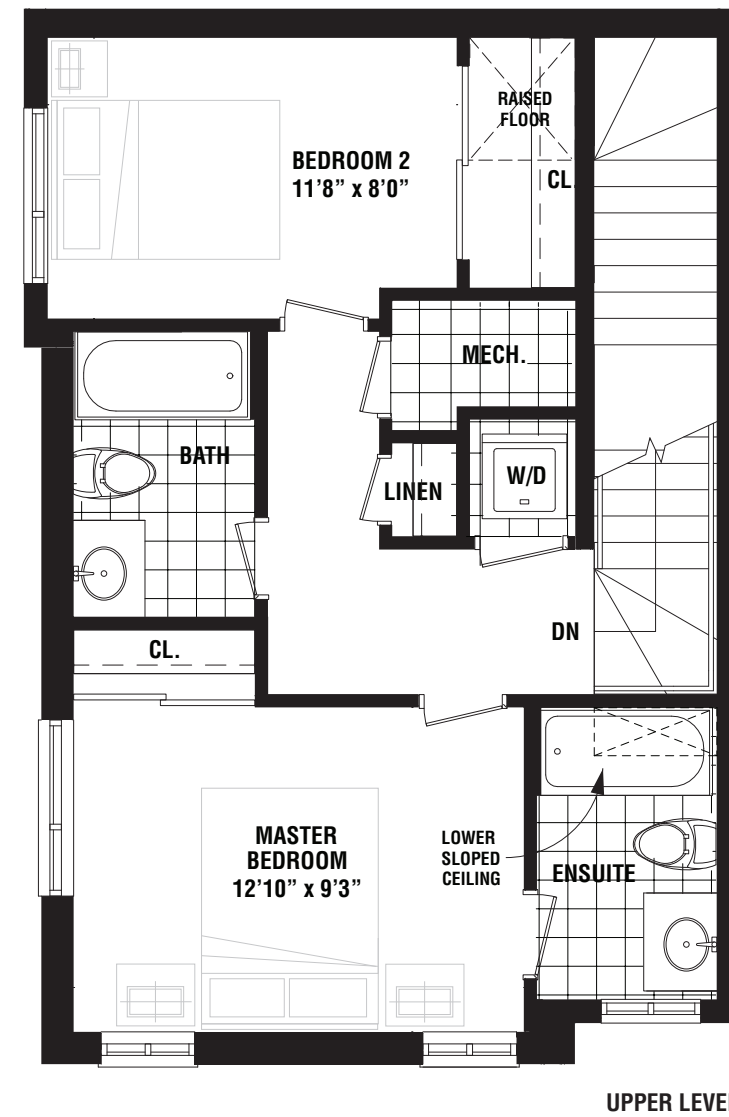 RAISED
FLOOR
BEDROOM 2
11’8” x 8’0”
CL.
MECH.
BATH
LINEN
W/D
DN
CL.
MASTER
BEDROOM
12’10” x 9’3”
LOWER
SLOPED
CEILING
ENSUITE
UPPER LEVE